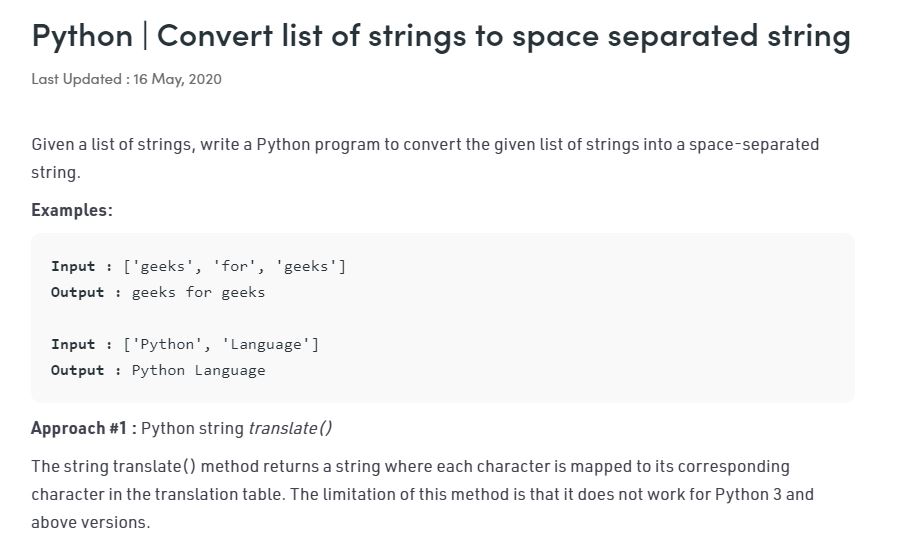 Python | Convert list of strings to space separated string
Last Updated : 16 May, 2020
Given a list of strings, write a Python program to convert the given list of strings into a space-separated
string.
Examples:
Input : ['geeks', 'for', 'geeks']
Output : geeks for geeks
Input : ['Python', 'Language']
Output : Python Language
Approach #1 : Python string translate()
The string translate() method returns a string where each character is mapped to its corresponding
character in the translation table. The limitation of this method is that it does not work for Python 3 and
above versions.